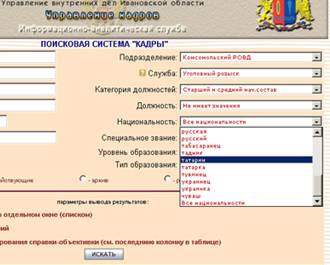 Управление внутренних дел Ивановской области
Управление кадров
Информационно-аналитическая служба
ПОИСКОВАЯ СИСТЕМА "КАДРЫ"
Подразделение: Комсомольский РОВД
Служба: Уголовный розыск
Категория должностей: Старший и средний нач.состав
Должность: Не имеет значения
Национальность: Все национальности
Специальное звание:
Уровень образования:
Тип образования:
русская
русский
табасаранец
таджик
татарин
татарка
тувинец
украинец
украинка
чуваш
Все национальности
действующие - архив
параметры вывода результатов:
в отдельном окне (списком)
ий
рования справки-объективки (см. последнюю колонку в таблице)
ИСКАТЬ